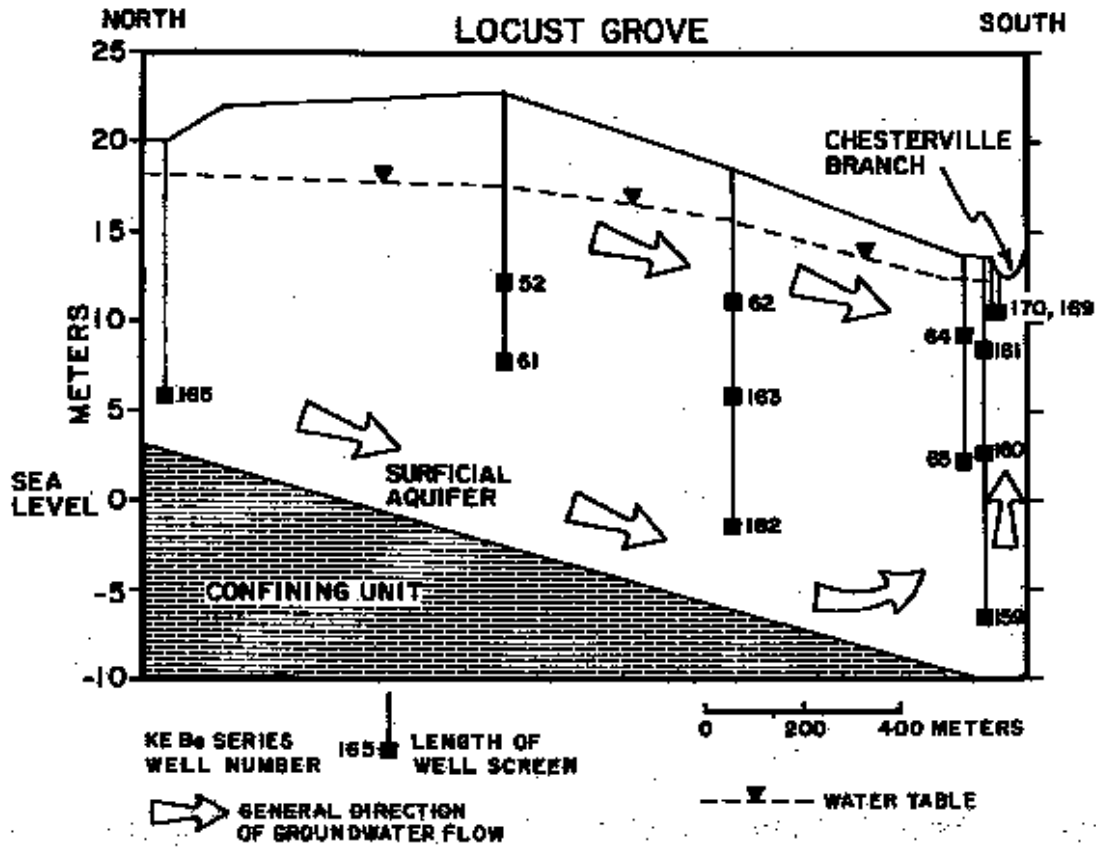 NORTH
LOCUST GROVE
SOUTH
25
20
15
10
5
0
-5
-10
METERS
SEA
LEVEL
CHESTERVILLE
BRANCH
52
61
165
62
163
162
64
65
170, 169
161
160
159
SURFICIAL
AQUIFER
CONFINING UNIT
0 200 400 METERS
KE Be SERIES
WELL NUMBER
165
LENGTH OF
WELL SCREEN
GENERAL DIRECTION
OF GROUNDWATER FLOW
WATER TABLE